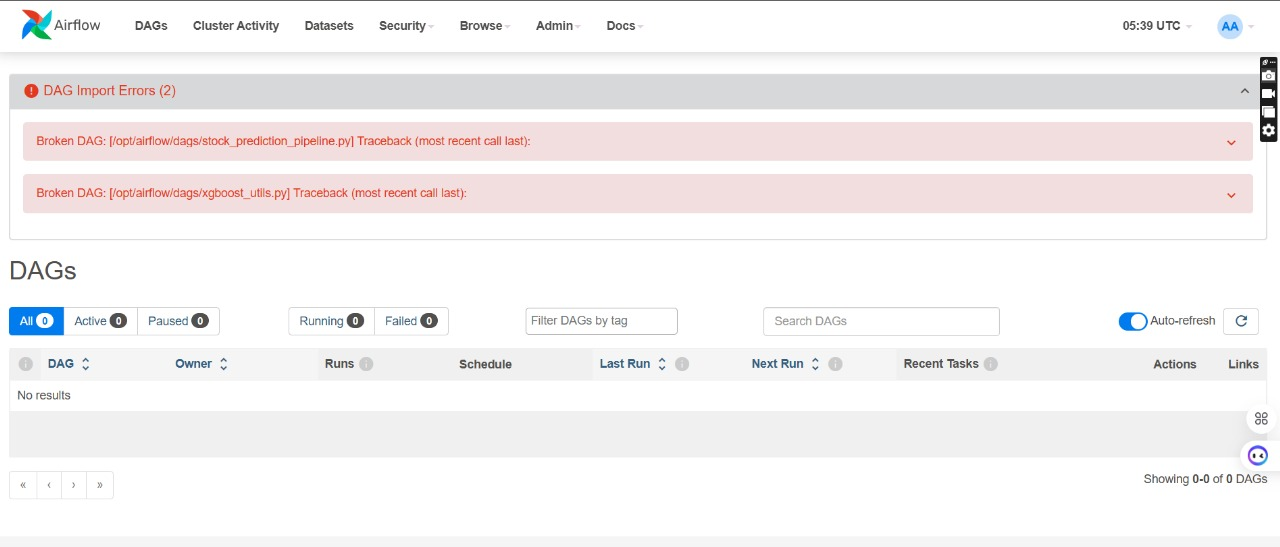 Airflow DAGs Cluster Activity Datasets Security Browse Admin Docs 05:39 UTC AA
DAG Import Errors (2)
Broken DAG: [/opt/airflow/dags/stock_prediction_pipeline.py] Traceback (most recent call last):
Broken DAG: [/opt/airflow/dags/xgboost_utils.py] Traceback (most recent call last):
DAGs
All 0 Active 0 Paused 0 Running 0 Failed 0 Filter DAGs by tag Search DAGs Auto-refresh
DAG Owner Runs Schedule Last Run Next Run Recent Tasks Actions Links
No results
« ‹ › »
Showing 0-0 of 0 DAGs